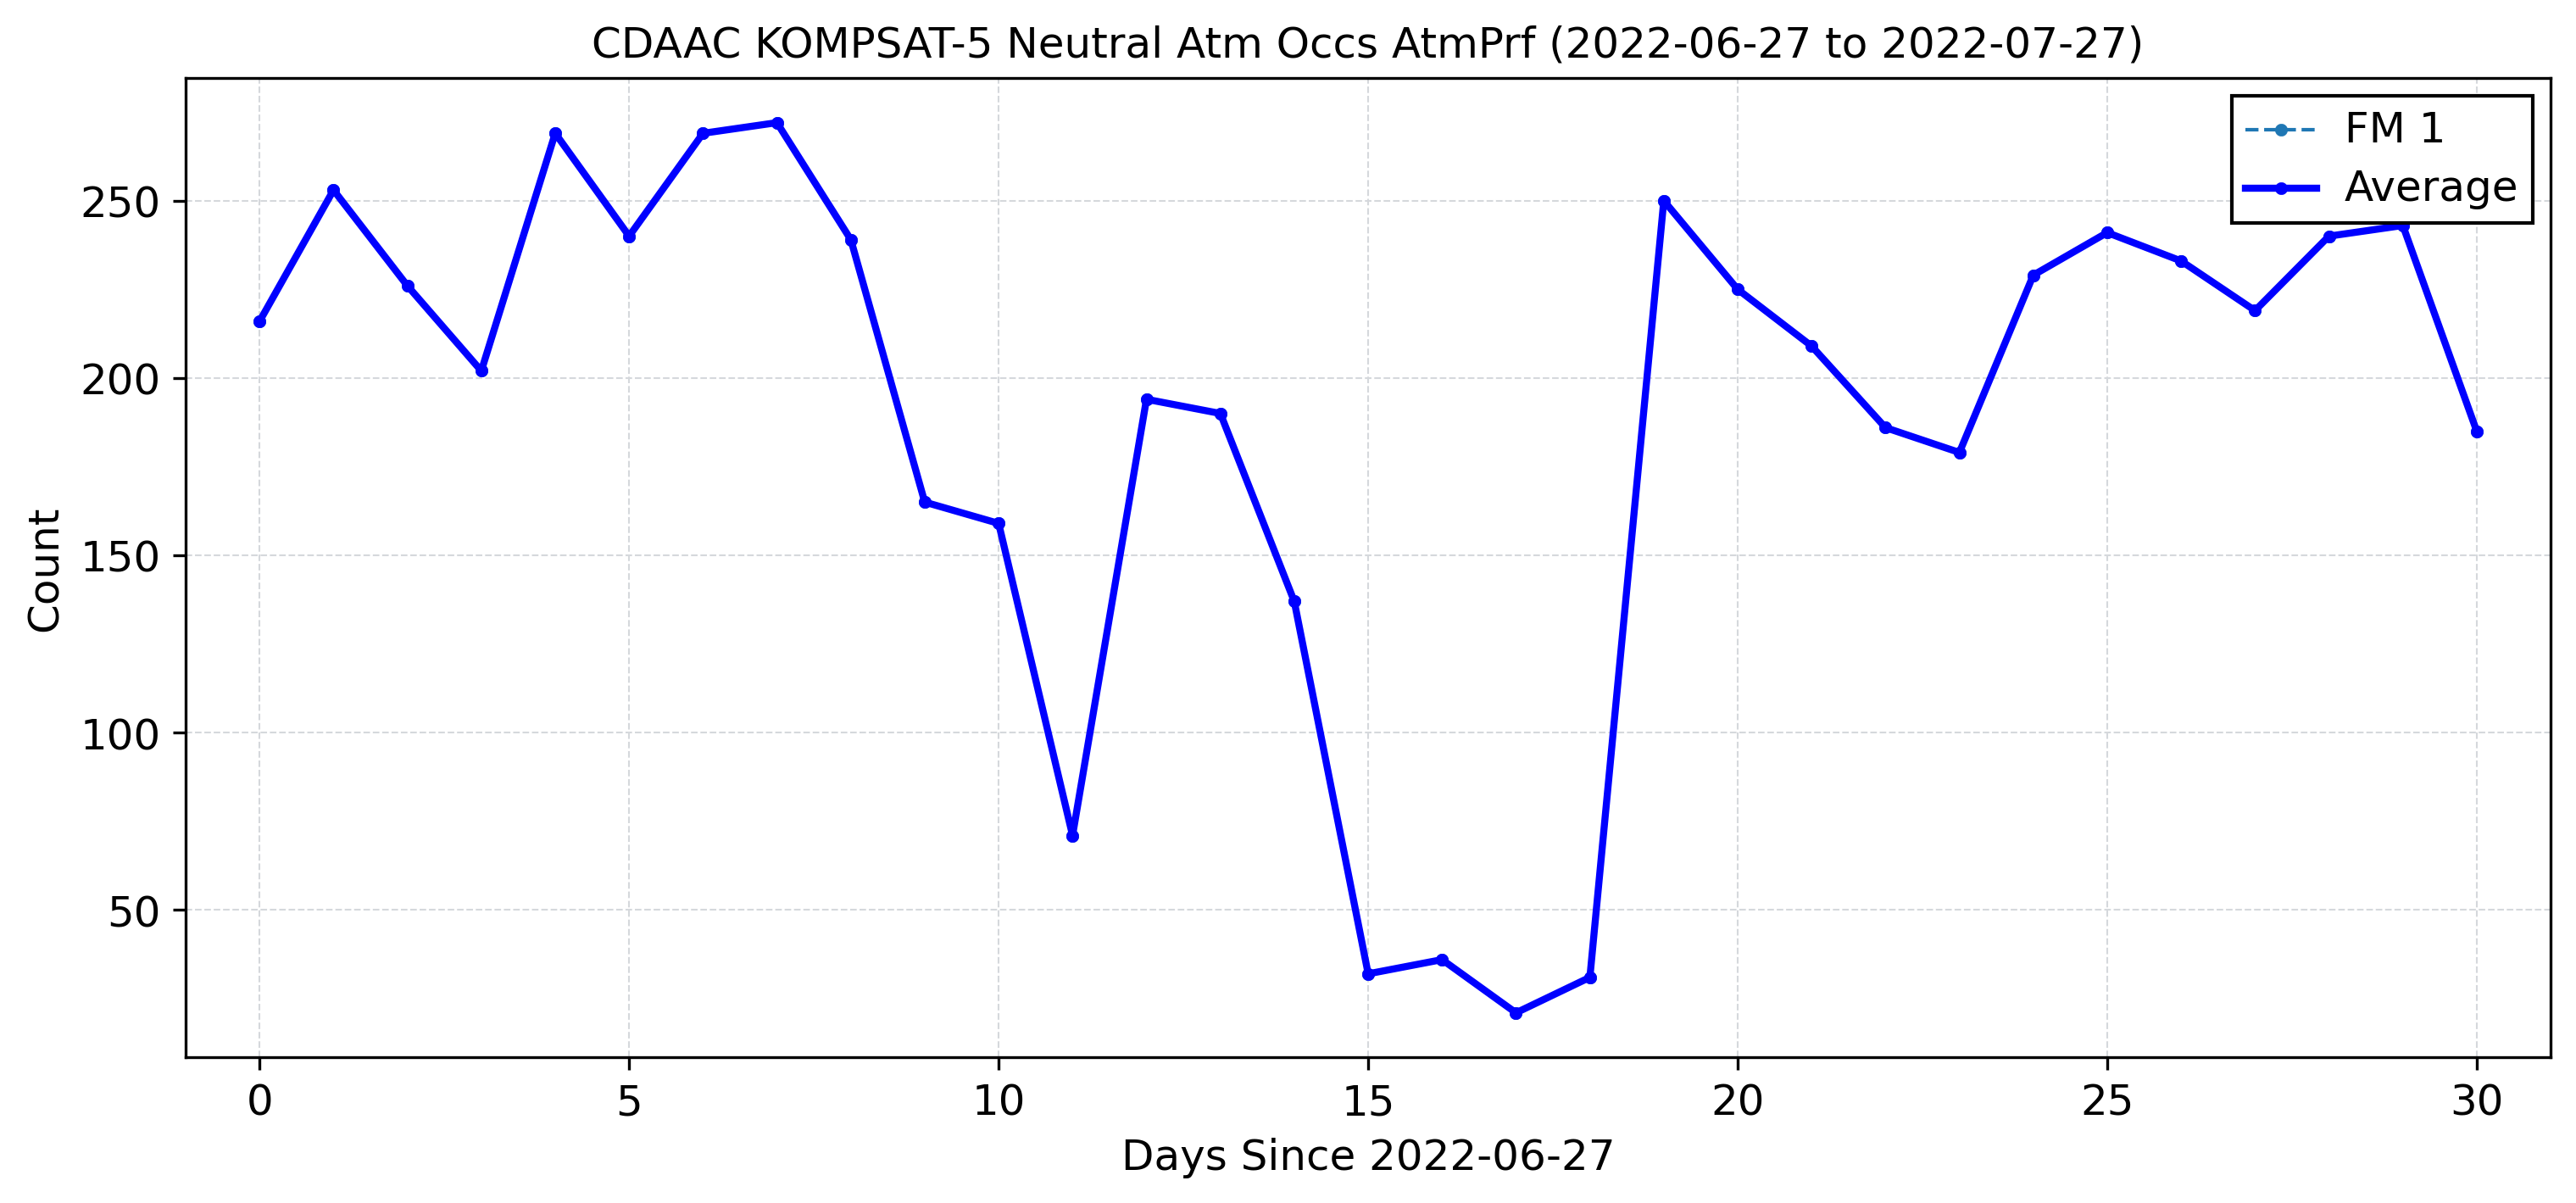 CDAAC KOMPSAT-5 Neutral Atm Occs AtmPrf (2022-06-27 to 2022-07-27)
FM 1
Average
250
200
150
100
50
Count
0 5 10 15 20 25 30
Days Since 2022-06-27